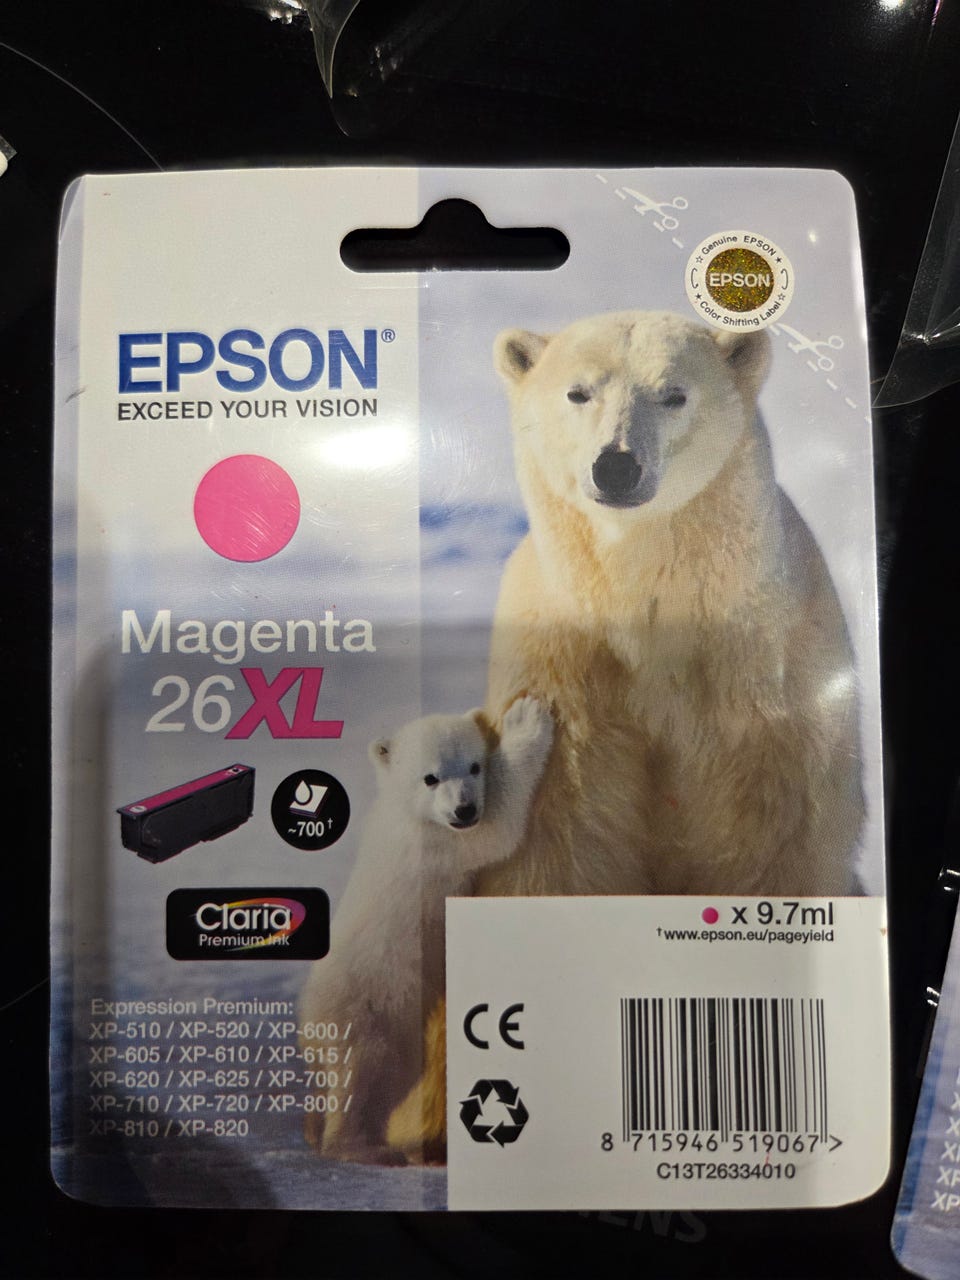 Genuine EPSON
EPSON
Color Shifting Label
EPSON®
EXCEED YOUR VISION
Magenta
26XL
~700†
Claria
Premium Ink
x 9.7ml
†www.epson.eu/pageyield
Expression Premium:
XP-510 / XP-520 / XP-600 /
XP-605 / XP-610 / XP-615 /
XP-620 / XP-625 / XP-700 /
XP-710 / XP-720 / XP-800 /
XP-810 / XP-820
CE
8 715946 519067 >
C13T26334010